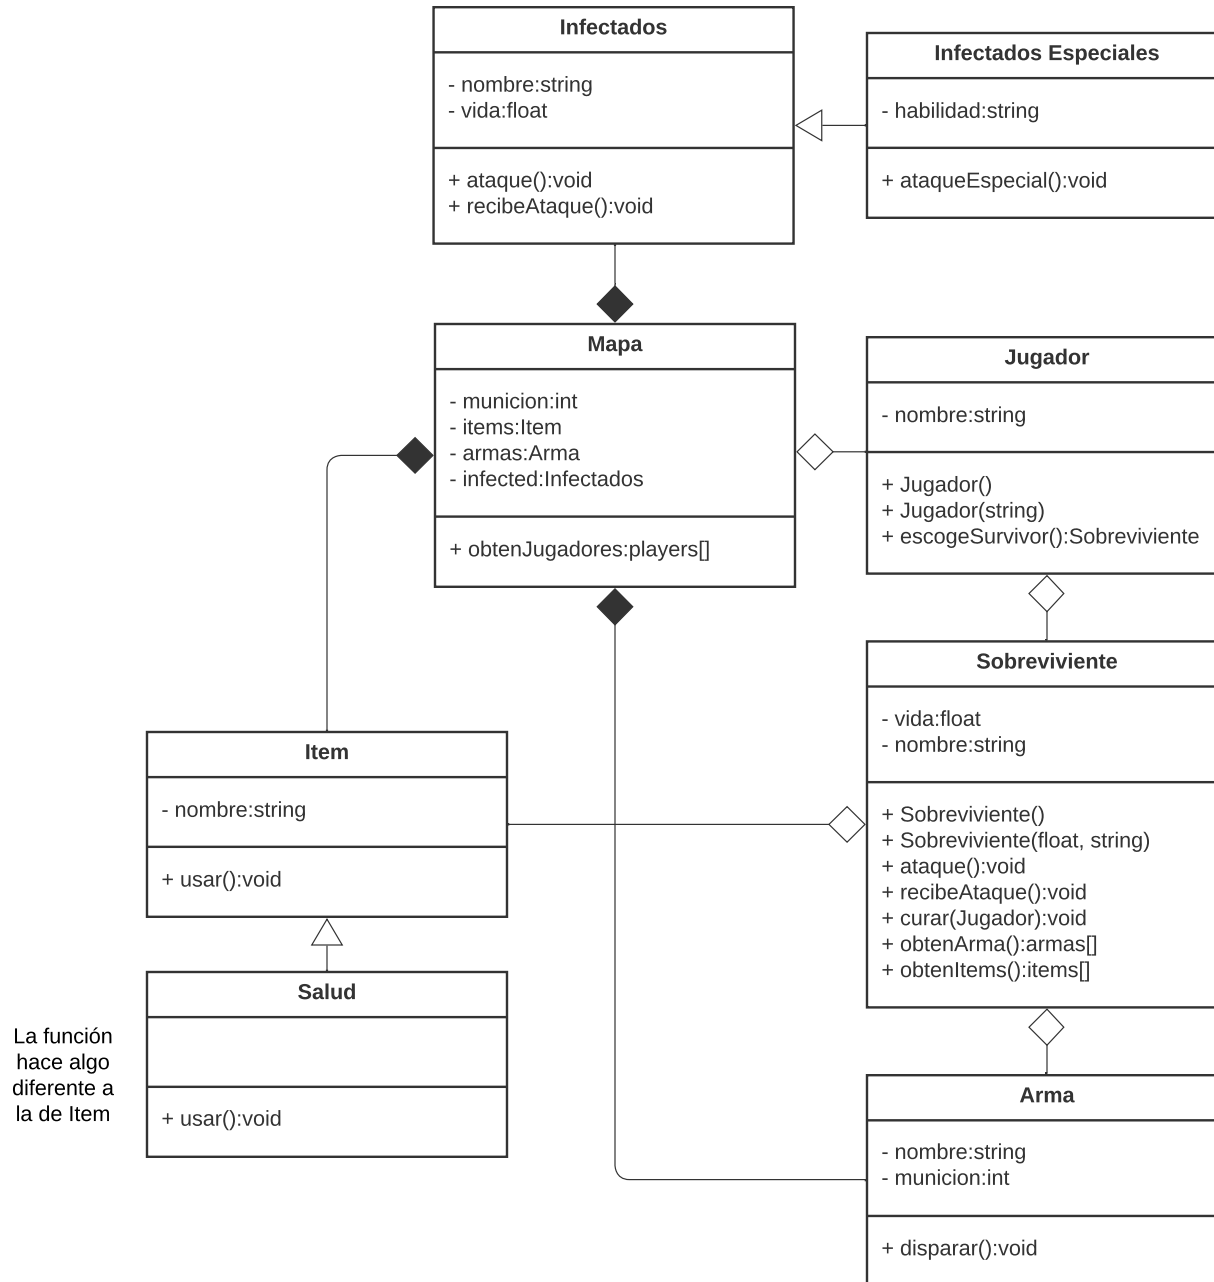 Infectados
- nombre:string
- vida:float
+ ataque():void
+ recibeAtaque():void
Infectados Especiales
- habilidad:string
+ ataqueEspecial():void
Mapa
- municion:int
- items:Item
- armas:Arma
- infected:Infectados
+ obtenJugadores:players[]
Jugador
- nombre:string
+ Jugador()
+ Jugador(string)
+ escogeSurvivor():Sobreviviente
Sobreviviente
- vida:float
- nombre:string
+ Sobreviviente()
+ Sobreviviente(float, string)
+ ataque():void
+ recibeAtaque():void
+ curar(Jugador):void
+ obtenArma():armas[]
+ obtenItems():items[]
Item
- nombre:string
+ usar():void
Salud
+ usar():void
La función
hace algo
diferente a
la de Item
Arma
- nombre:string
- municion:int
+ disparar():void